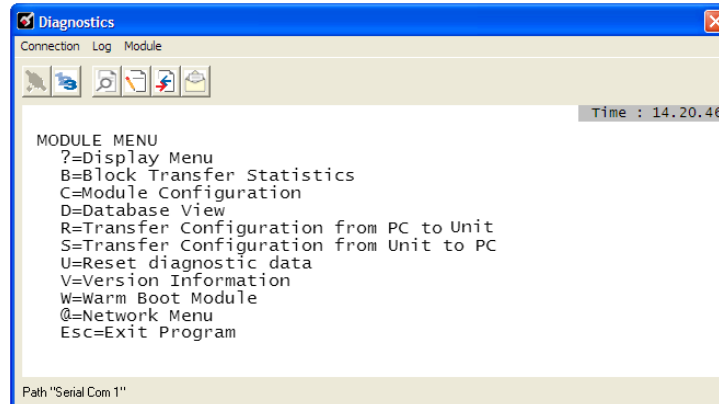 Diagnostics
Connection Log Module
Time : 14.20.46
MODULE MENU
?=Display Menu
B=Block Transfer Statistics
C=Module Configuration
D=Database View
R=Transfer Configuration from PC to Unit
S=Transfer Configuration from Unit to PC
U=Reset diagnostic data
V=Version Information
W=Warm Boot Module
@=Network Menu
Esc=Exit Program
Path "Serial Com 1"